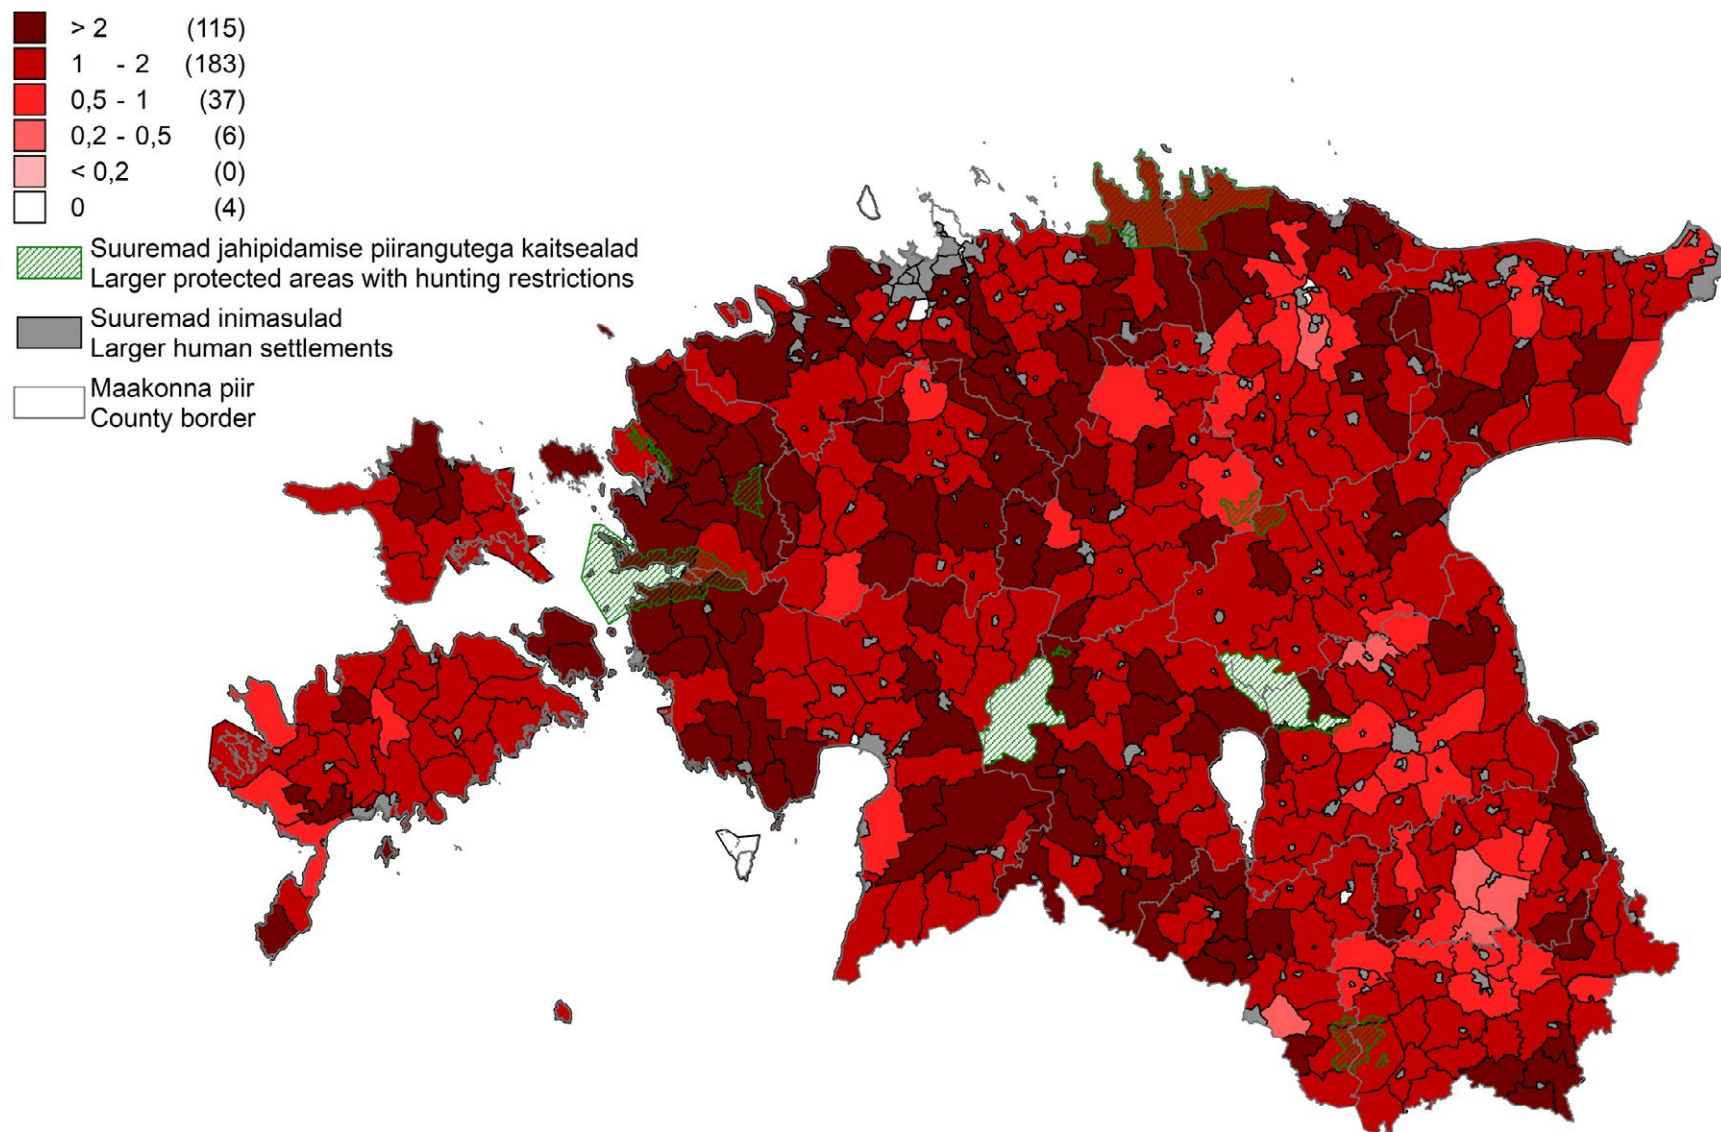 > 2 (115)
1 - 2 (183)
0,5 - 1 (37)
0,2 - 0,5 (6)
< 0,2 (0)
0 (4)
Suuremad jahipidamise piirangutega kaitsealad
Larger protected areas with hunting restrictions
Suuremad inimasulad
Larger human settlements
Maakonna piir
County border